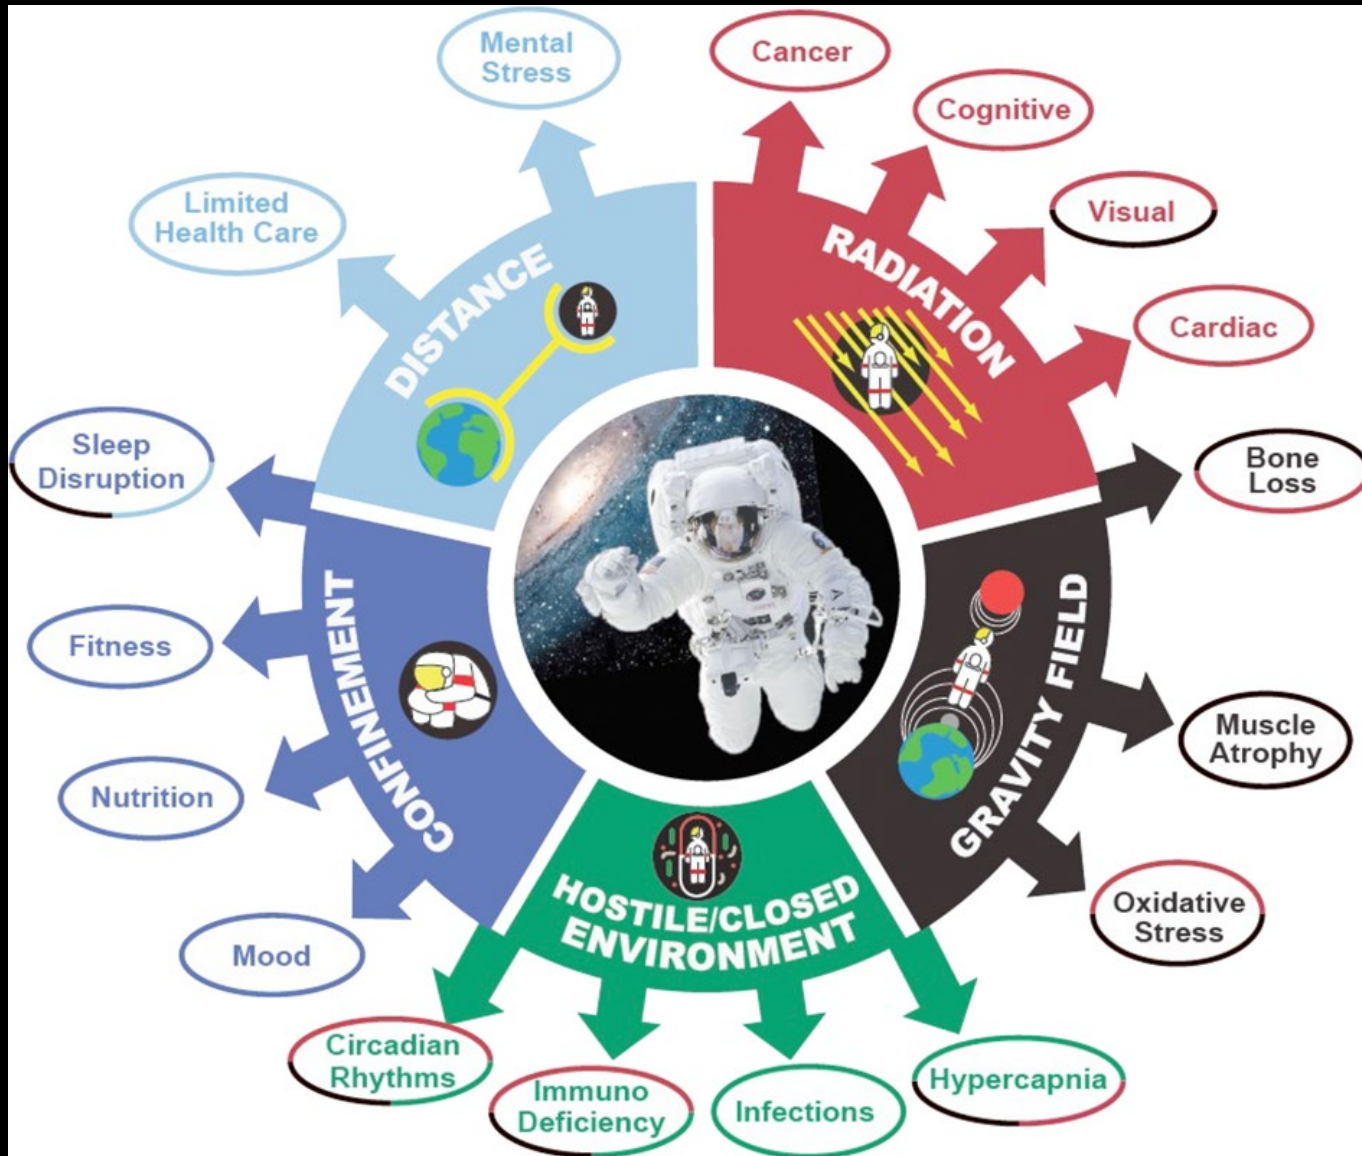 Mental
Stress
Cancer
Cognitive
Visual
Cardiac
Limited
Health Care
DISTANCE
RADIATION
Sleep
Disruption
Bone
Loss
Fitness
CONFINEMENT
GRAVITY FIELD
Muscle
Atrophy
Nutrition
Mood
HOSTILE/CLOSED
ENVIRONMENT
Oxidative
Stress
Circadian
Rhythms
Immuno
Deficiency
Infections
Hypercapnia